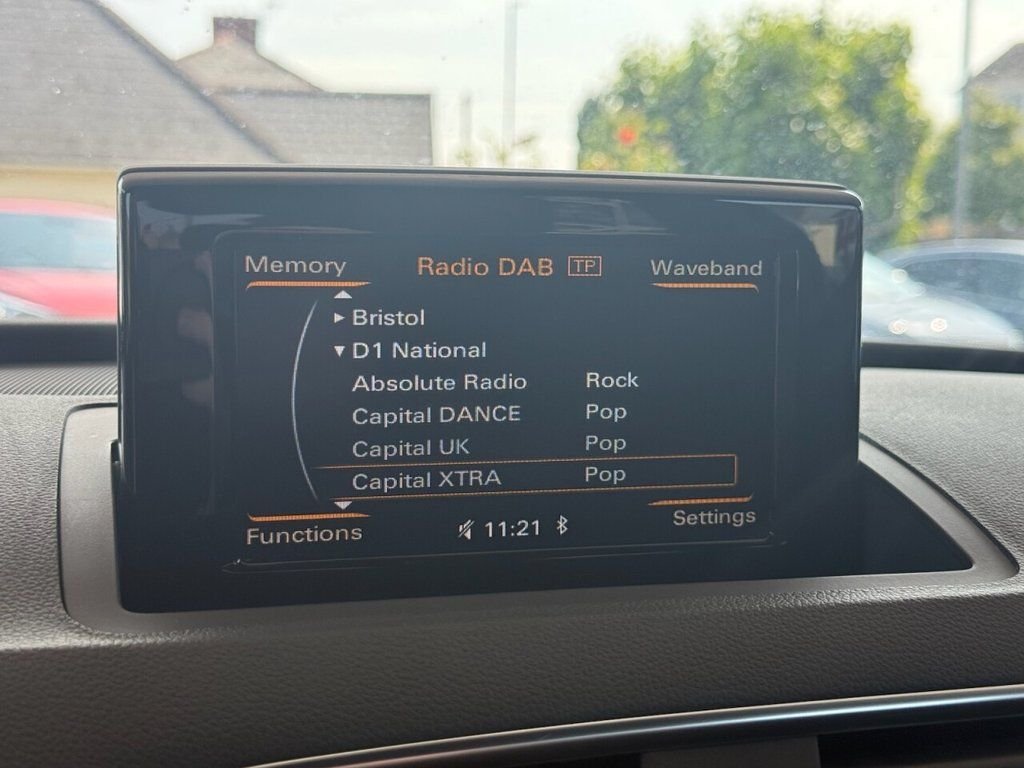 Memory Radio DAB TP Waveband
Bristol
D1 National
Absolute Radio Rock
Capital DANCE Pop
Capital UK Pop
Capital XTRA Pop
Functions 11:21 Settings